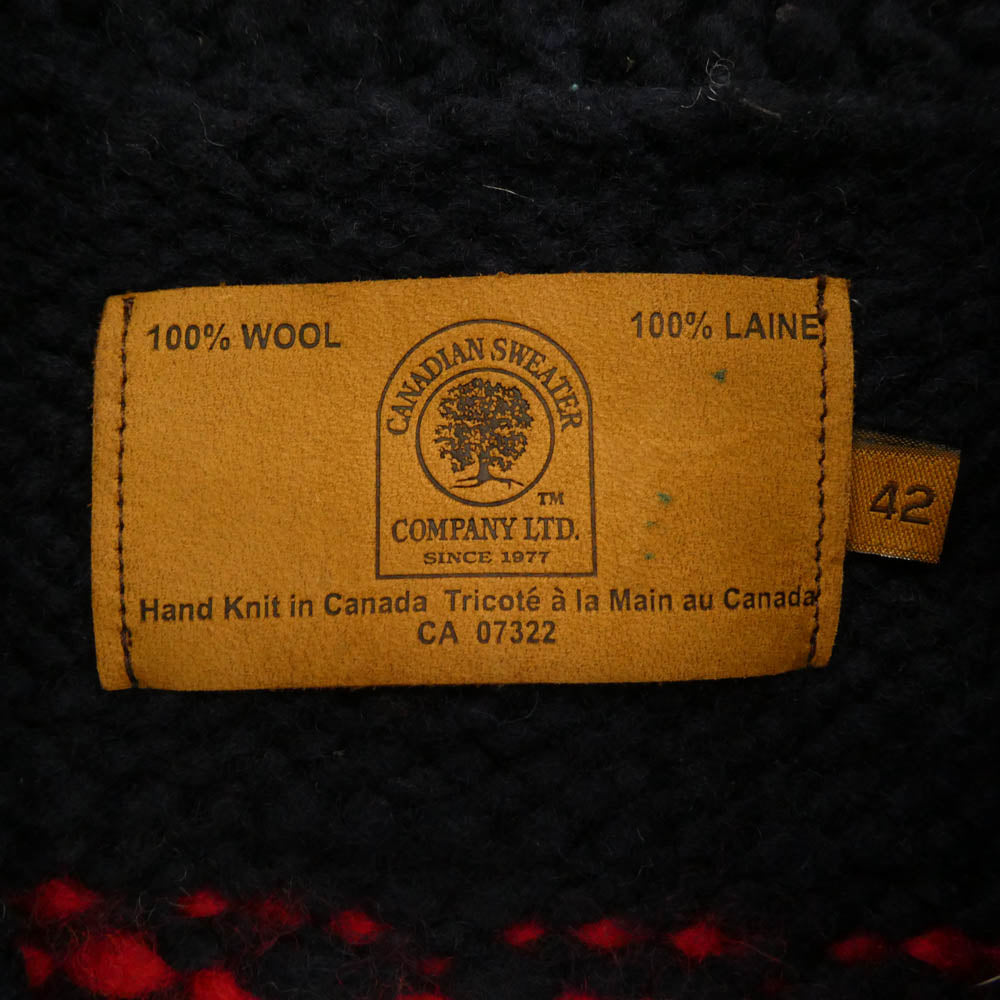 100% WOOL
100% LAINE
CANADIAN SWEATER
TM
COMPANY LTD.
SINCE 1977
42
Hand Knit in Canada Tricoté à la Main au Canada
CA 07322